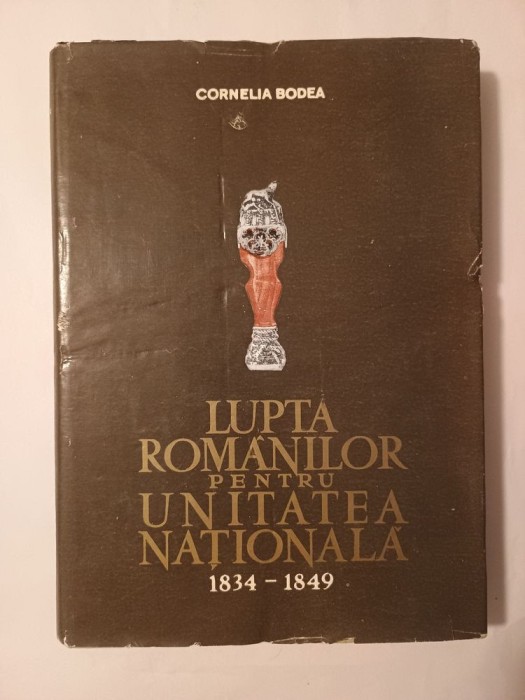 CORNELIA BODEA
LUPTA
ROMÂNILOR
PENTRU
UNITATEA
NAȚIONALĂ
1834 – 1849